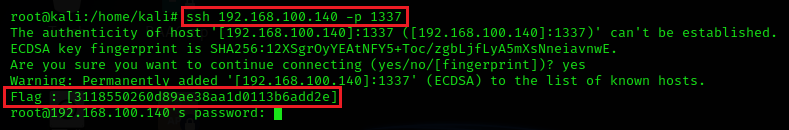 root@kali:/home/kali# ssh 192.168.100.140 -p 1337
The authenticity of host '[192.168.100.140]:1337 ([192.168.100.140]:1337)' can't be established.
ECDSA key fingerprint is SHA256:12XSgrOyYEAtNFY5+Toc/zgbLjfLyA5mXsNneiavnwE.
Are you sure you want to continue connecting (yes/no/[fingerprint])? yes
Warning: Permanently added '[192.168.100.140]:1337' (ECDSA) to the list of known hosts.
Flag : [3118550260d89ae38aa1d0113b6add2e]
root@192.168.100.140's password: